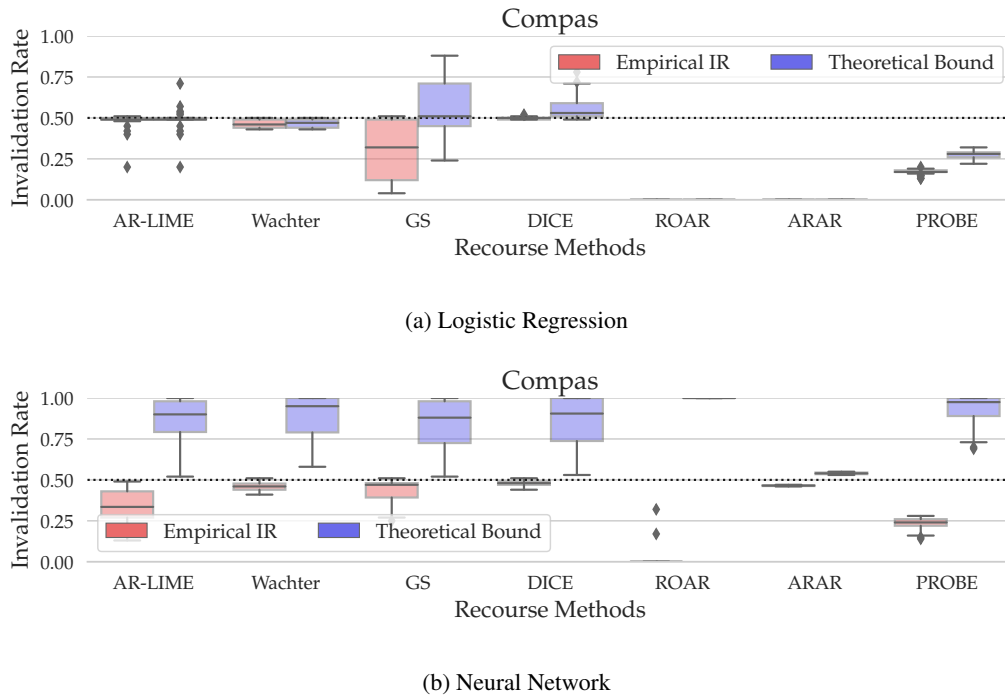 Compas
Invalidation Rate
1.00
0.75
0.50
0.25
0.00
Empirical IR Theoretical Bound
AR-LIME Wachter GS DICE ROAR ARAR PROBE
Recourse Methods
(a) Logistic Regression
Compas
Invalidation Rate
1.00
0.75
0.50
0.25
0.00
Empirical IR Theoretical Bound
AR-LIME Wachter GS DICE ROAR ARAR PROBE
Recourse Methods
(b) Neural Network